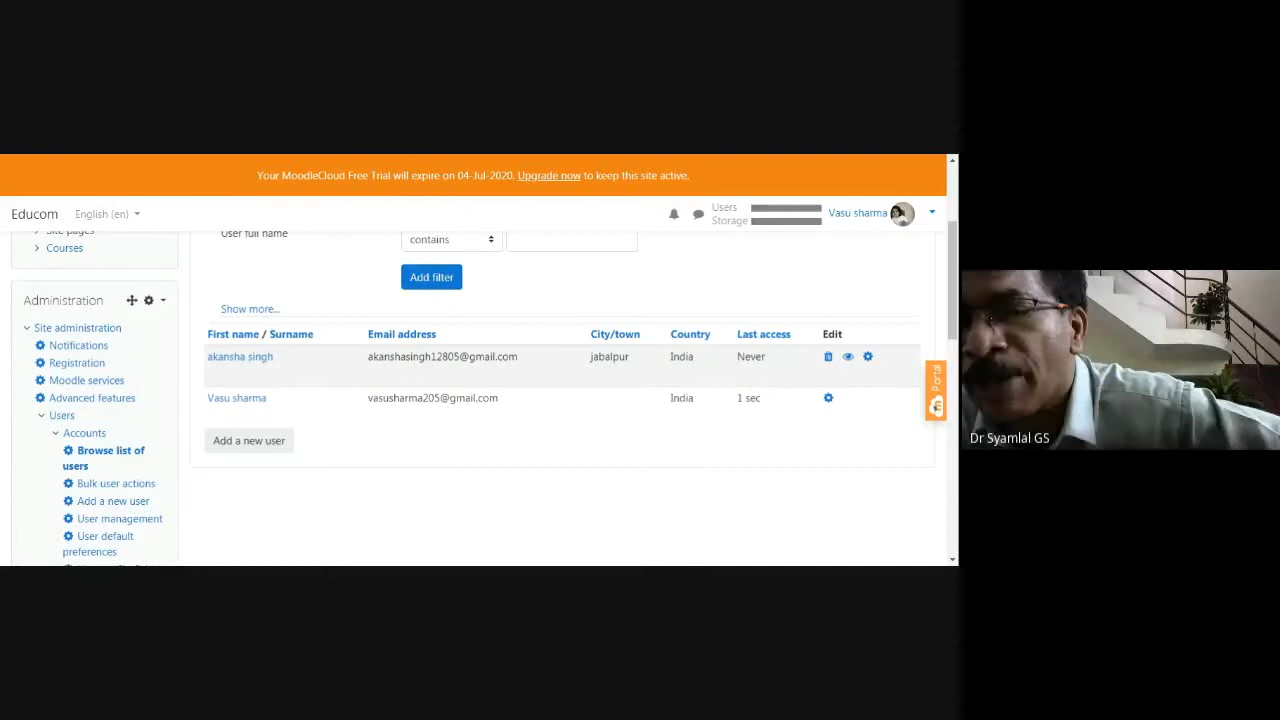 Your MoodleCloud Free Trial will expire on 04-Jul-2020. Upgrade now to keep this site active.
Educom English (en) Users Storage Vasu sharma
Site pages
Courses
User full name contains
Add filter
Show more...
Administration
Site administration
Notifications
Registration
Moodle services
Advanced features
Users
Accounts
Browse list of
users
Bulk user actions
Add a new user
User management
User default
preferences
First name / Surname Email address City/town Country Last access Edit
akansha singh akanshasingh12805@gmail.com jabalpur India Never
Vasu sharma vasusharma205@gmail.com India 1 sec
Add a new user
Portal
Dr Syamlal GS